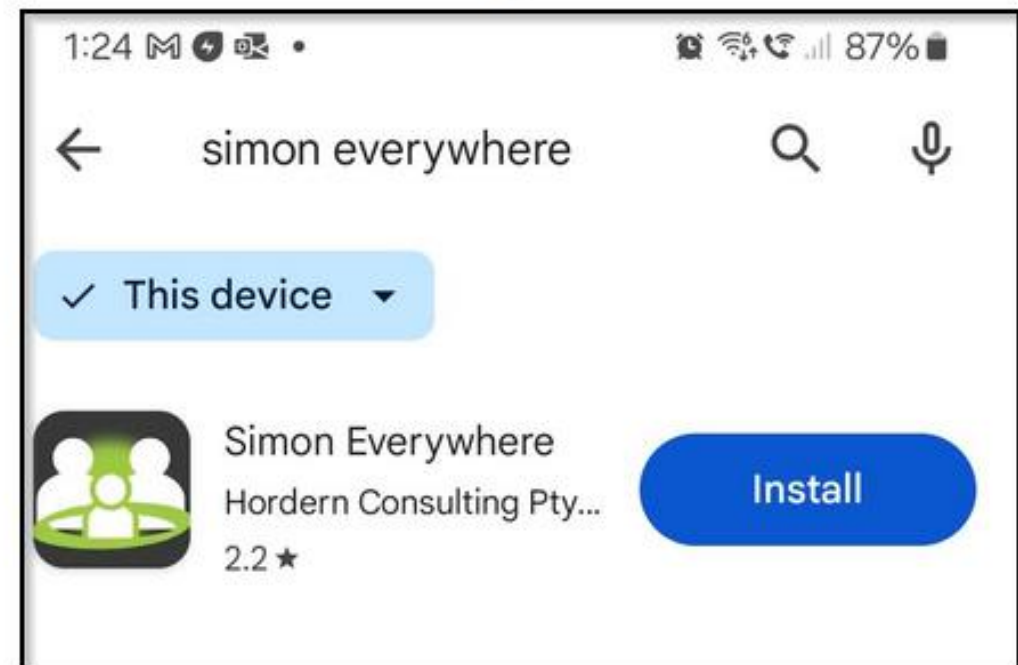 1:24 87%
simon everywhere
This device
Simon Everywhere
Hordern Consulting Pty...
Install
2.2 ★